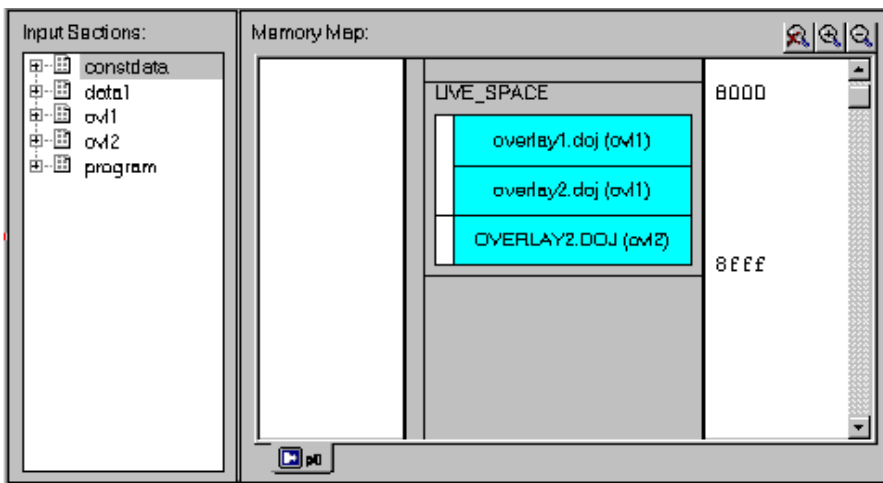 Input Sections:
constdata
data1
ovl1
ovl2
program
Memory Map:
LIVE_SPACE
8000
overlay1.doj (ovl1)
overlay2.doj (ovl1)
OVERLAY2.DOJ (ovl2)
8fff
p0